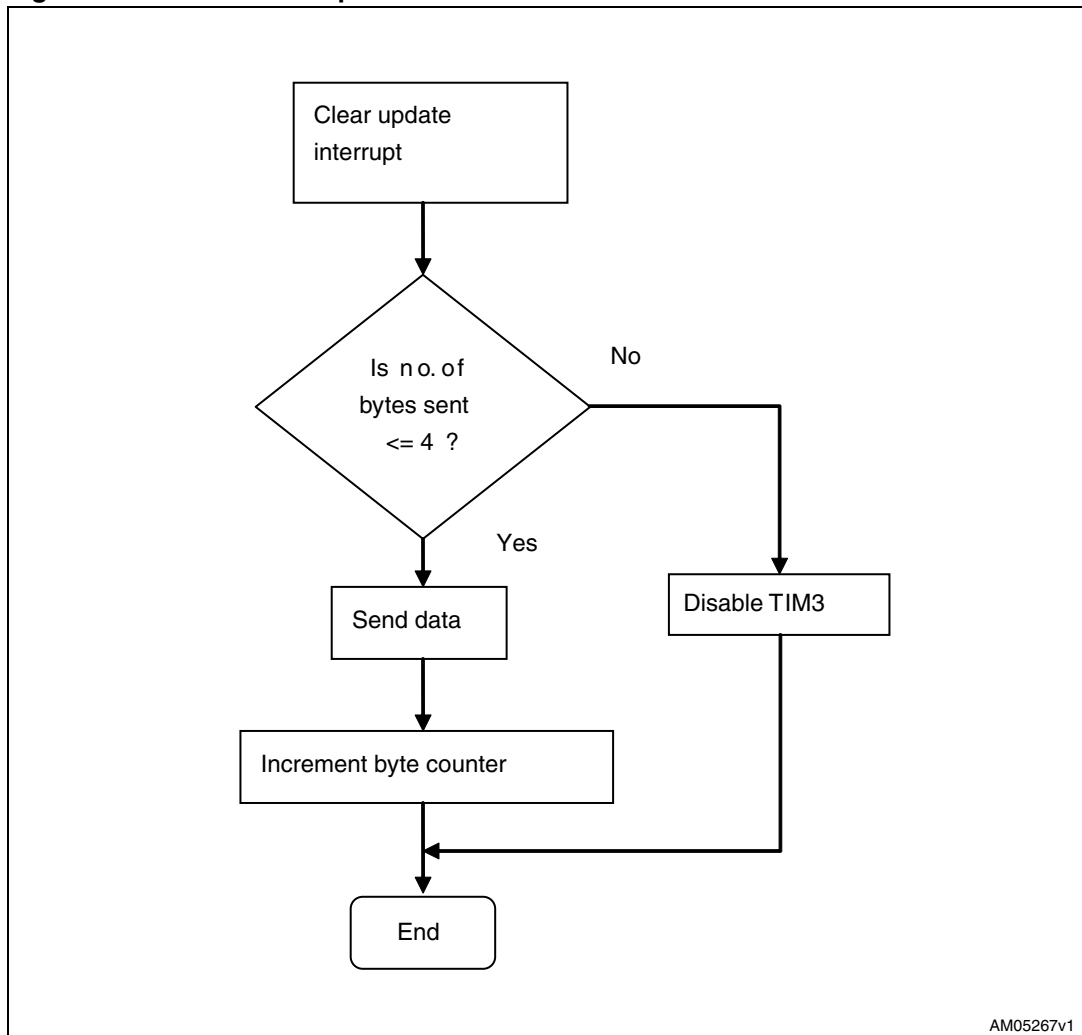 Clear update
interrupt
No
Is no. of
bytes sent
<= 4 ?
Yes
Send data
Disable TIM3
Increment byte counter
End
AM05267v1